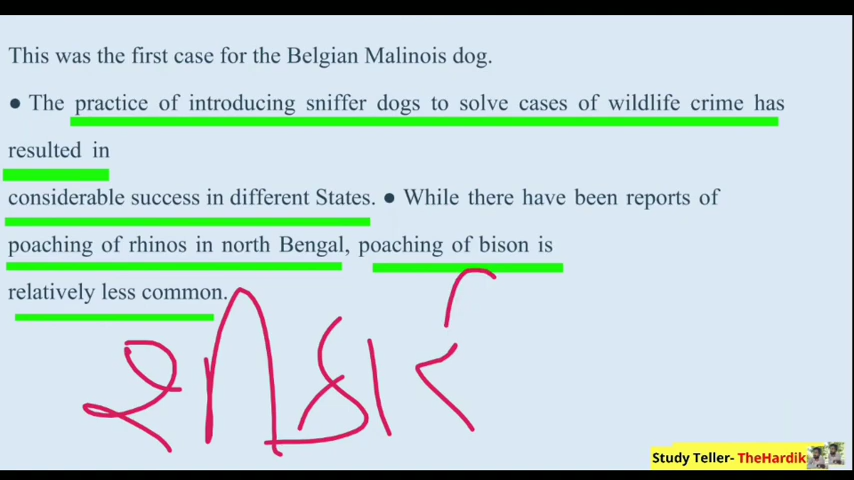 This was the first case for the Belgian Malinois dog.
● The practice of introducing sniffer dogs to solve cases of wildlife crime has
resulted in
considerable success in different States. ● While there have been reports of
poaching of rhinos in north Bengal, poaching of bison is
relatively less common.
Study Teller- TheHardik